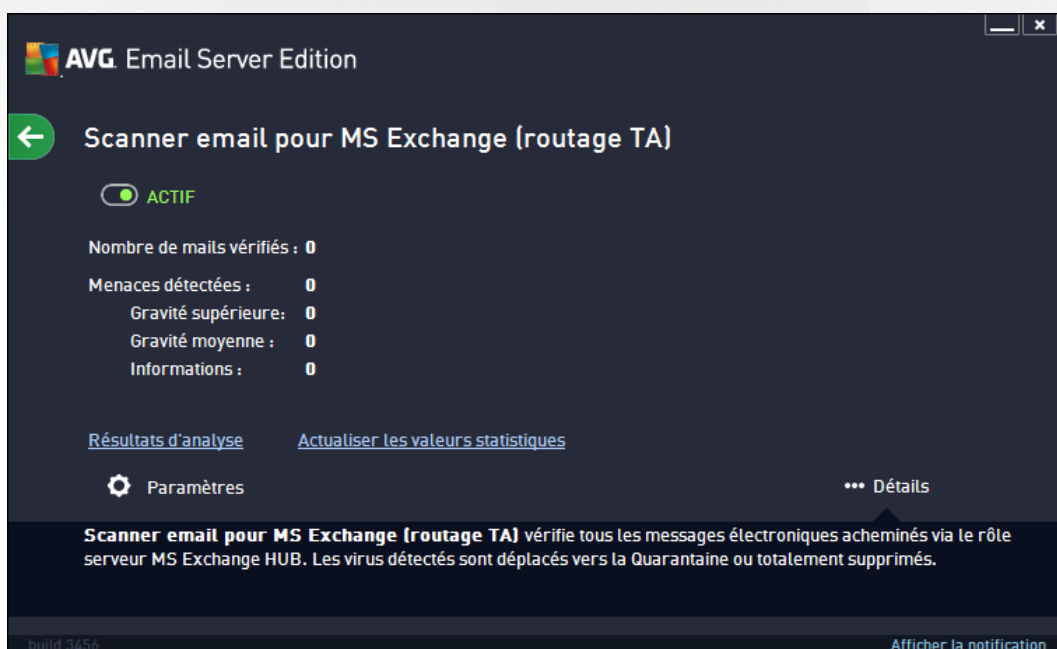 AVG. Email Server Edition
Scanner email pour MS Exchange (routage TA)
ACTIF
Nombre de mails vérifiés : 0
Menaces détectées : 0
Gravité supérieure: 0
Gravité moyenne : 0
Informations : 0
Résultats d'analyse Actualiser les valeurs statistiques
Paramètres ••• Détails
Scanner email pour MS Exchange (routage TA) vérifie tous les messages électroniques acheminés via le rôle
serveur MS Exchange HUB. Les virus détectés sont déplacés vers la Quarantaine ou totalement supprimés.
build 3456 Afficher la notification